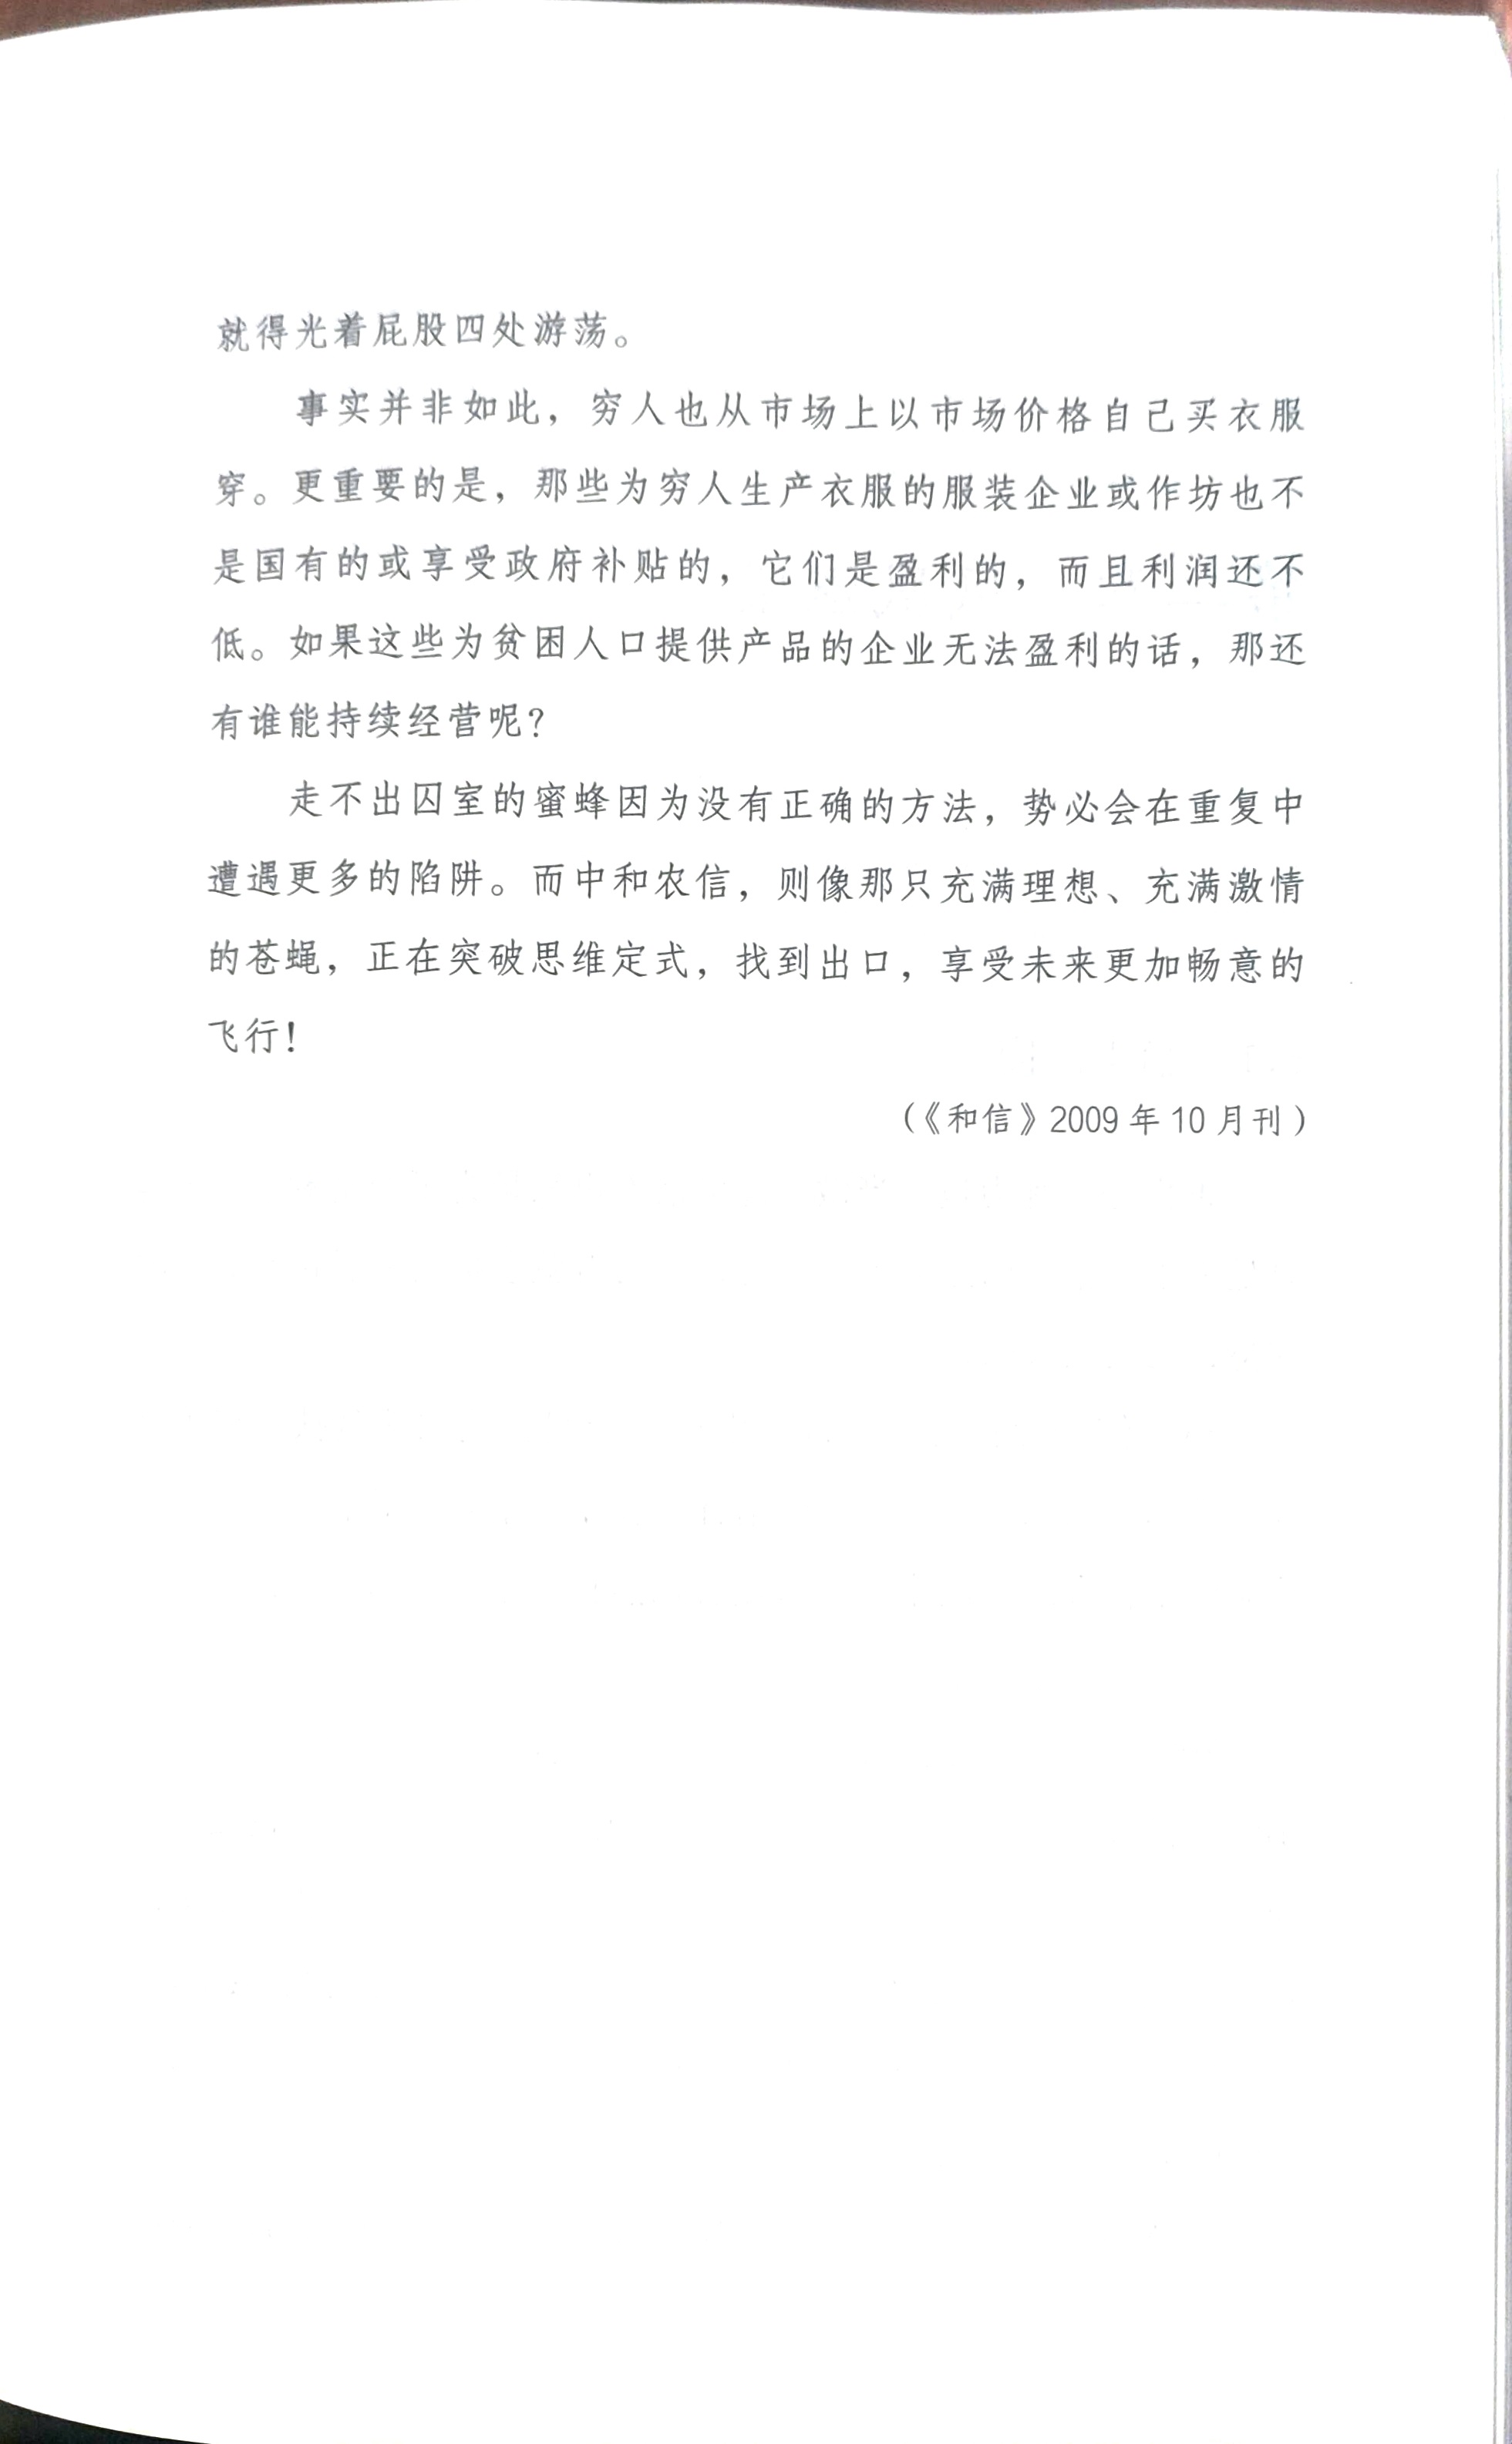 就得光着屁股四处游荡。
事实并非如此，穷人也从市场上以市场价格自己买衣服
穿。更重要的是，那些为穷人生产衣服的服装企业或作坊也不
是国有的或享受政府补贴的，它们是盈利的，而且利润还不
低。如果这些为贫困人口提供产品的企业无法盈利的话，那还
有谁能持续经营呢？
走不出囚室的蜜蜂因为没有正确的方法，势必会在重复中
遭遇更多的陷阱。而中和农信，则像那只充满理想、充满激情
的苍蝇，正在突破思维定式，找到出口，享受未来更加畅意的
飞行！
（《和信》2009 年 10 月刊）